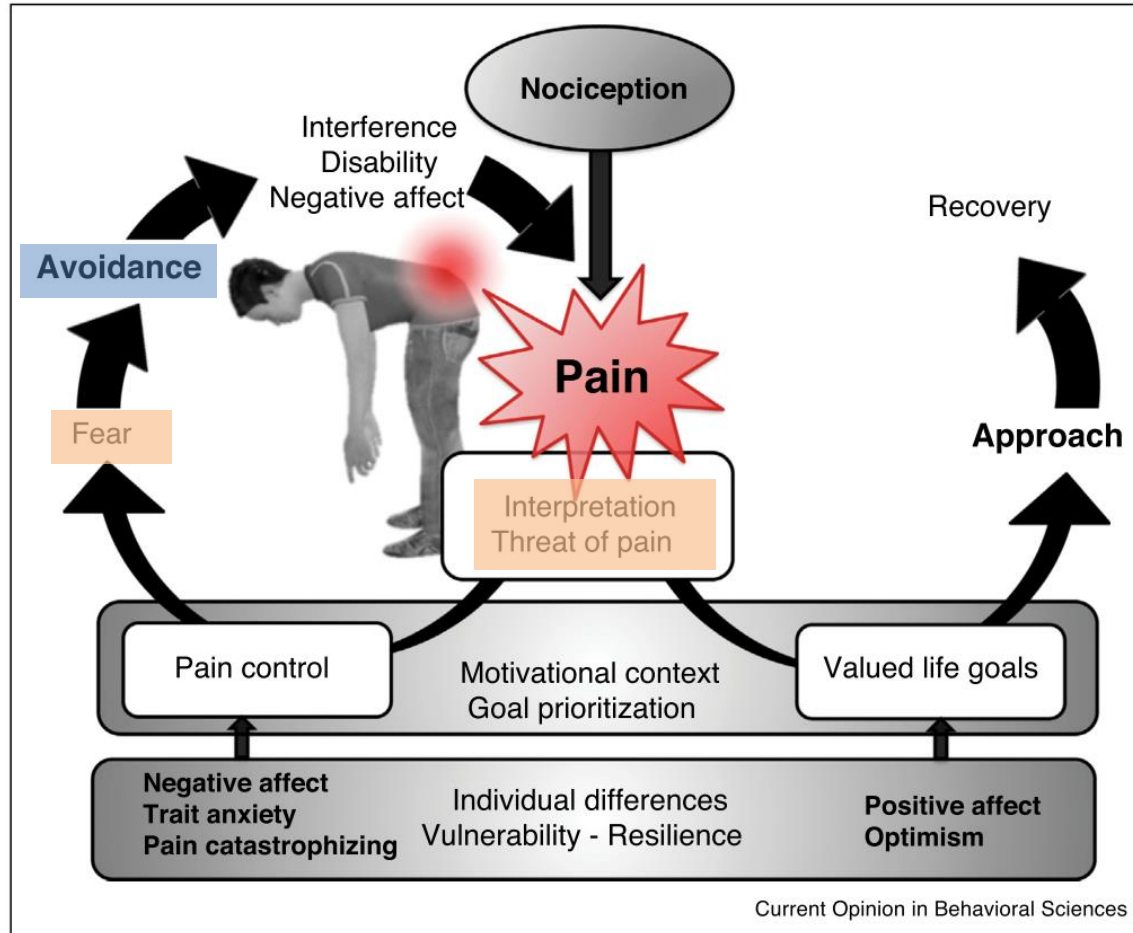 Nociception
Interference
Disability
Negative affect
Recovery
Avoidance
Pain
Fear
Approach
Interpretation
Threat of pain
Pain control
Motivational context
Goal prioritization
Valued life goals
Negative affect
Trait anxiety
Pain catastrophizing
Individual differences
Vulnerability - Resilience
Positive affect
Optimism
Current Opinion in Behavioral Sciences